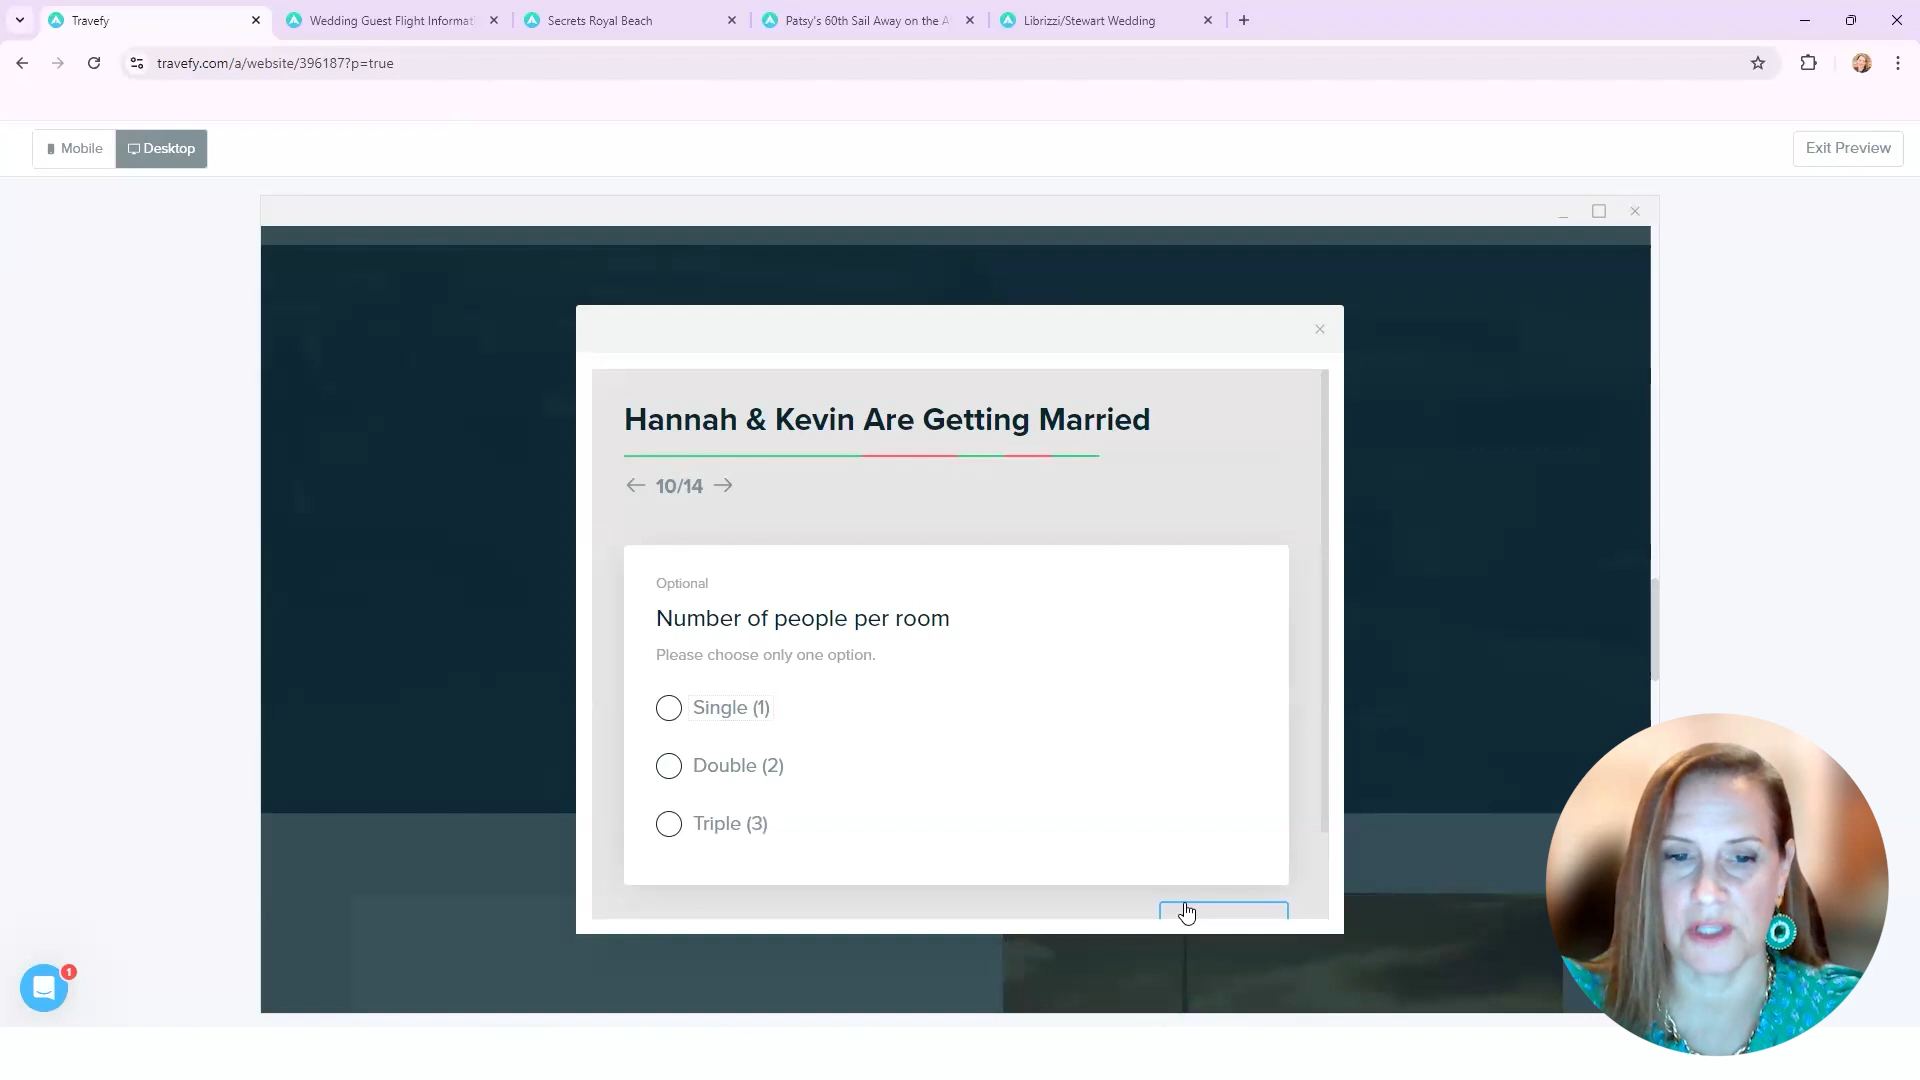 Travefy
Wedding Guest Flight Informati
Secrets Royal Beach
Patsy's 60th Sail Away on the A
Librizzi/Stewart Wedding
travefy.com/a/website/396187?p=true
Mobile
Desktop
Exit Preview
Hannah & Kevin Are Getting Married
10/14
Optional
Number of people per room
Please choose only one option.
Single (1)
Double (2)
Triple (3)
1